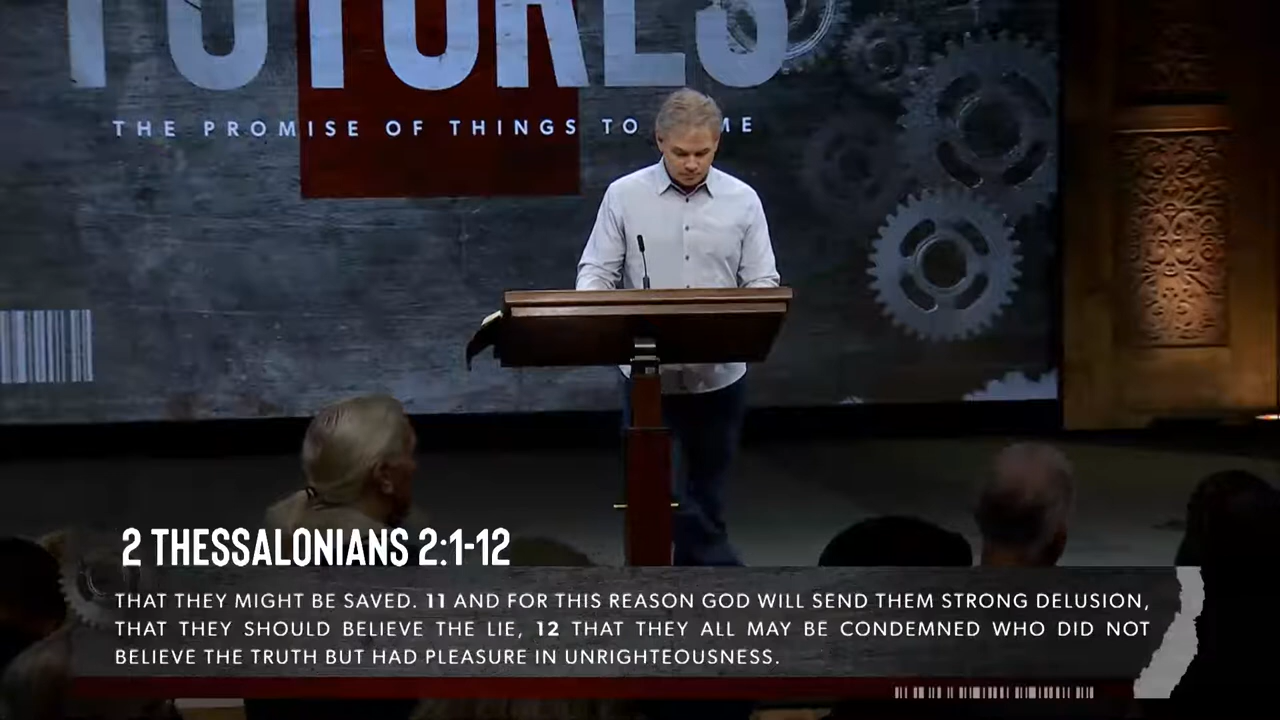 FUTURES
THE PROMISE OF THINGS TO ME
2 THESSALONIANS 2:1-12
THAT THEY MIGHT BE SAVED. 11 AND FOR THIS REASON GOD WILL SEND THEM STRONG DELUSION,
THAT THEY SHOULD BELIEVE THE LIE, 12 THAT THEY ALL MAY BE CONDEMNED WHO DID NOT
BELIEVE THE TRUTH BUT HAD PLEASURE IN UNRIGHTEOUSNESS.